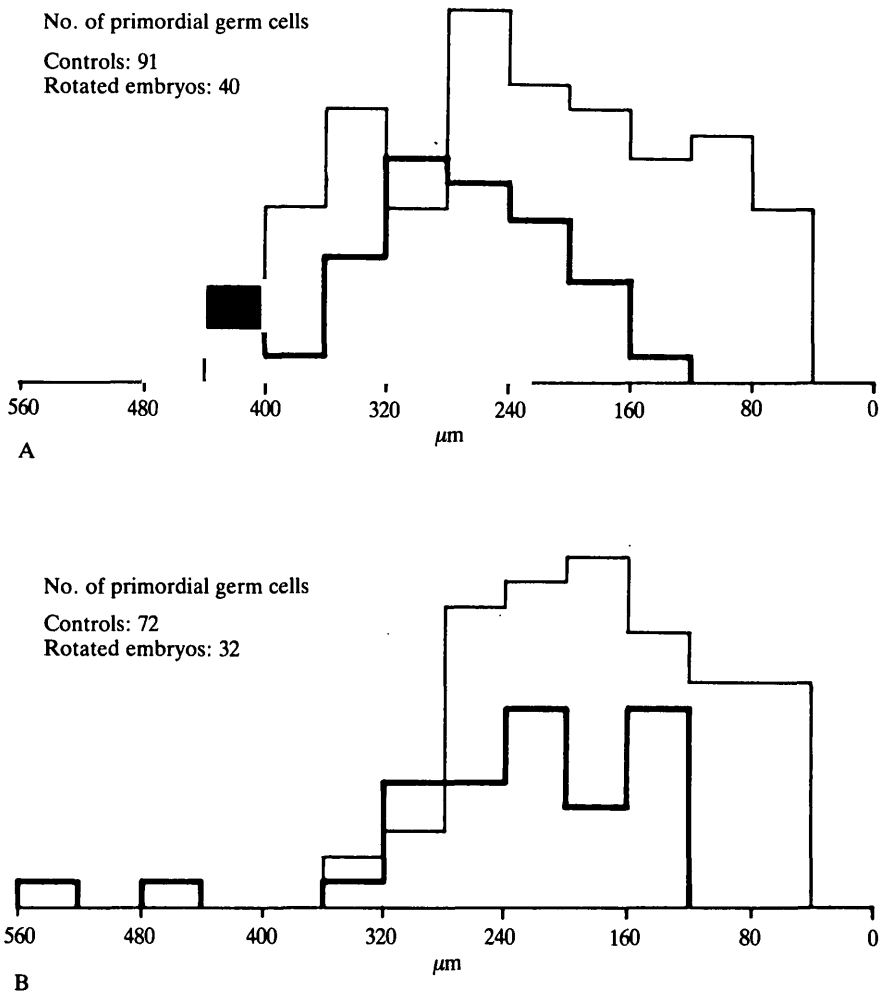 No. of primordial germ cells
Controls: 91
Rotated embryos: 40
560 480 400 320 240 160 80 0
μm
A
No. of primordial germ cells
Controls: 72
Rotated embryos: 32
560 480 400 320 240 160 80 0
μm
B